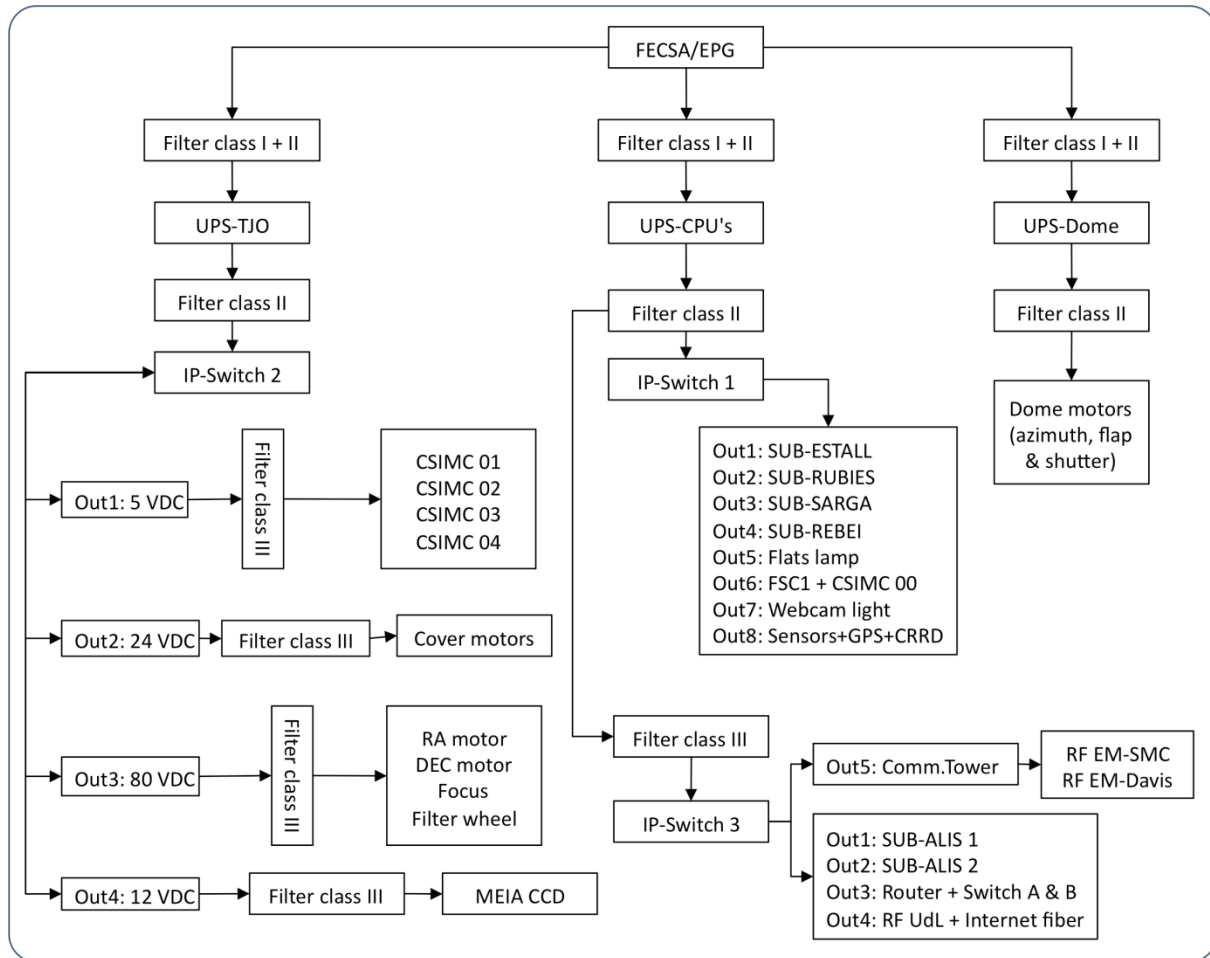 FECSA/EPG
Filter class I + II
Filter class I + II
Filter class I + II
UPS-TJO
UPS-CPU's
UPS-Dome
Filter class II
Filter class II
Filter class II
IP-Switch 2
IP-Switch 1
Dome motors
(azimuth, flap
& shutter)
Out1: 5 VDC
Filter class III
CSIMC 01
CSIMC 02
CSIMC 03
CSIMC 04
Out1: SUB-ESTALL
Out2: SUB-RUBIES
Out3: SUB-SARGA
Out4: SUB-REBEI
Out5: Flats lamp
Out6: FSC1 + CSIMC 00
Out7: Webcam light
Out8: Sensors+GPS+CRRD
Out2: 24 VDC
Filter class III
Cover motors
Out3: 80 VDC
Filter class III
RA motor
DEC motor
Focus
Filter wheel
Filter class III
IP-Switch 3
Out5: Comm.Tower
RF EM-SMC
RF EM-Davis
Out1: SUB-ALIS 1
Out2: SUB-ALIS 2
Out3: Router + Switch A & B
Out4: RF UdL + Internet fiber
Out4: 12 VDC
Filter class III
MEIA CCD